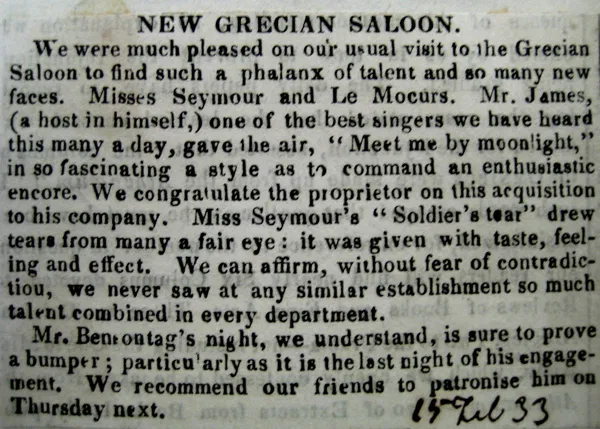 NEW GRECIAN SALOON.
We were much pleased on our usual visit to the Grecian
Saloon to find such a phalanx of talent and so many new
faces. Misses Seymour and Le Mocurs. Mr. James,
(a host in himself,) one of the best singers we have heard
this many a day, gave the air, "Meet me by moonlight,"
in so fascinating a style as to command an enthusiastic
encore. We congratulate the proprietor on this acquisition
to his company. Miss Seymour's "Soldier's tear" drew
tears from many a fair eye: it was given with taste, feel-
ing and effect. We can affirm, without fear of contradic-
tiou, we never saw at any similar establishment so much
talent combined in every department.
Mr. Bemontag's night, we understand, is sure to prove
a bumper; particularly as it is the last night of his engage-
ment. We recommend our friends to patronise him on
Thursday next.
15 Feb 33